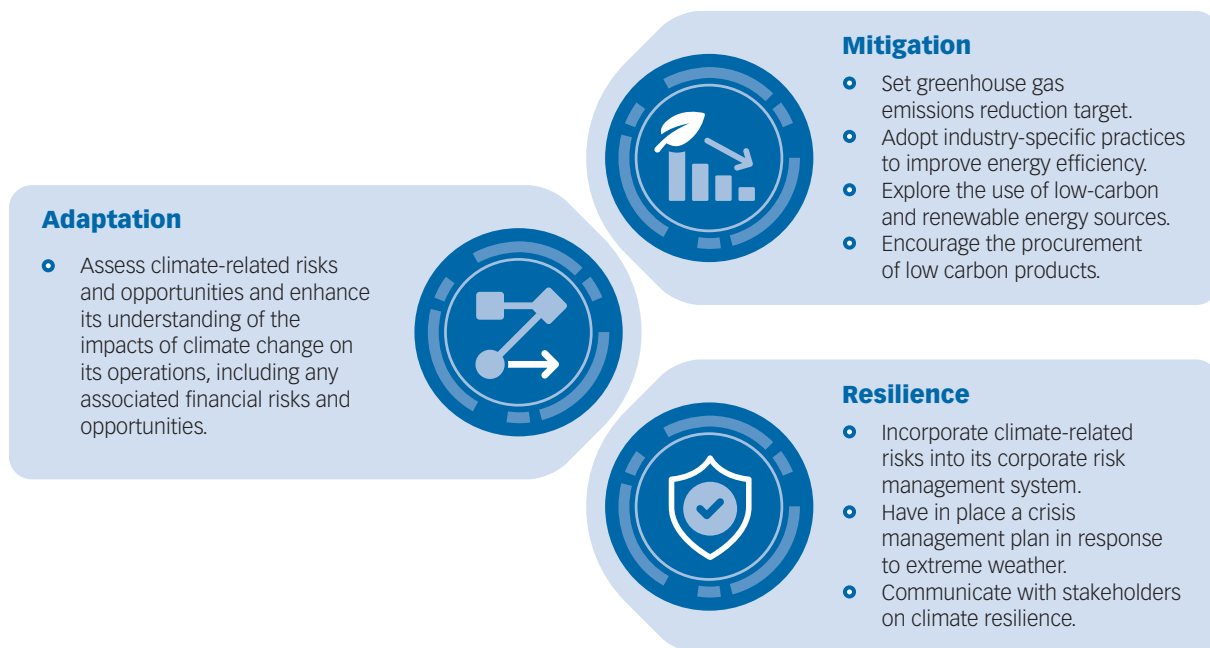 Mitigation
Set greenhouse gas
emissions reduction target.
Adopt industry-specific practices
to improve energy efficiency.
Explore the use of low-carbon
and renewable energy sources.
Encourage the procurement
of low carbon products.
Adaptation
Assess climate-related risks
and opportunities and enhance
its understanding of the
impacts of climate change on
its operations, including any
associated financial risks and
opportunities.
Resilience
Incorporate climate-related
risks into its corporate risk
management system.
Have in place a crisis
management plan in response
to extreme weather.
Communicate with stakeholders
on climate resilience.